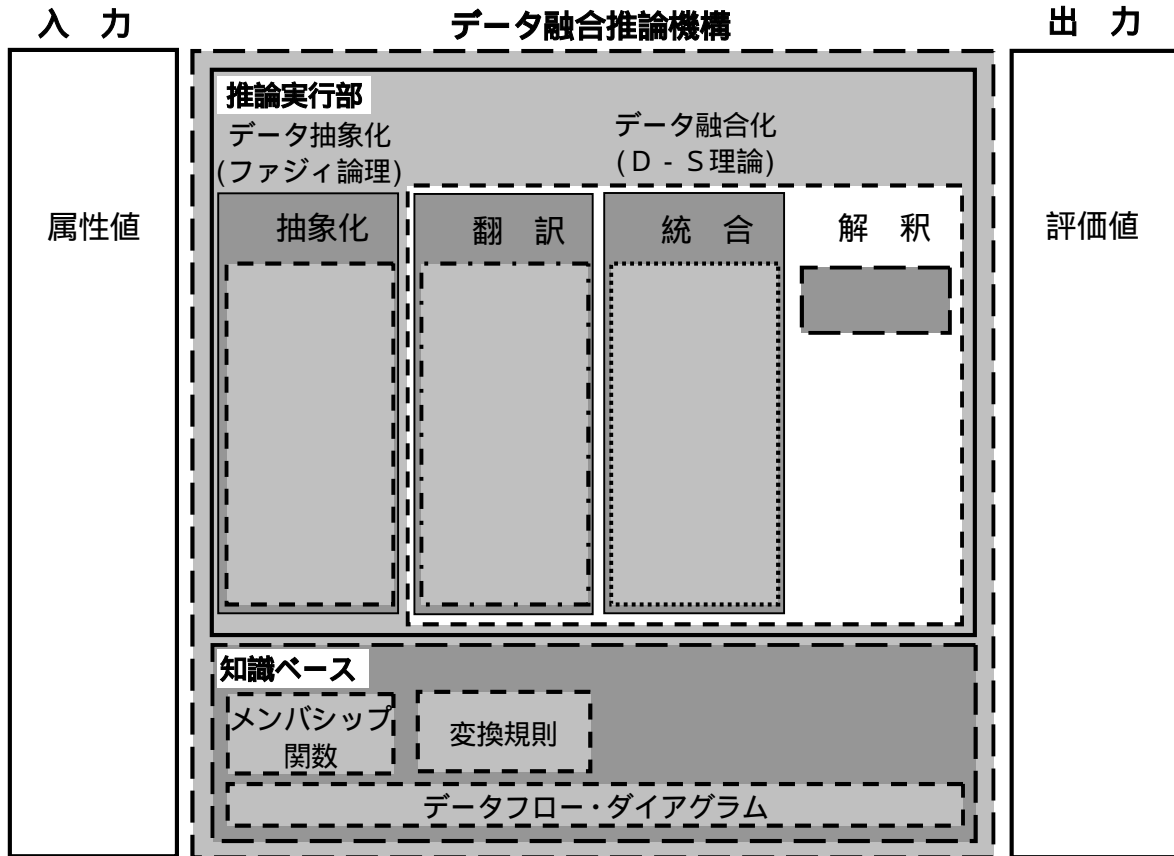 入 力
データ融合推論機構
出 力
推論実行部
データ抽象化
(ファジィ論理)
データ融合化
(D-S理論)
属性値
抽象化
翻 訳
統 合
解 釈
評価値
知識ベース
メンバシップ
関数
変換規則
データフロー・ダイアグラム